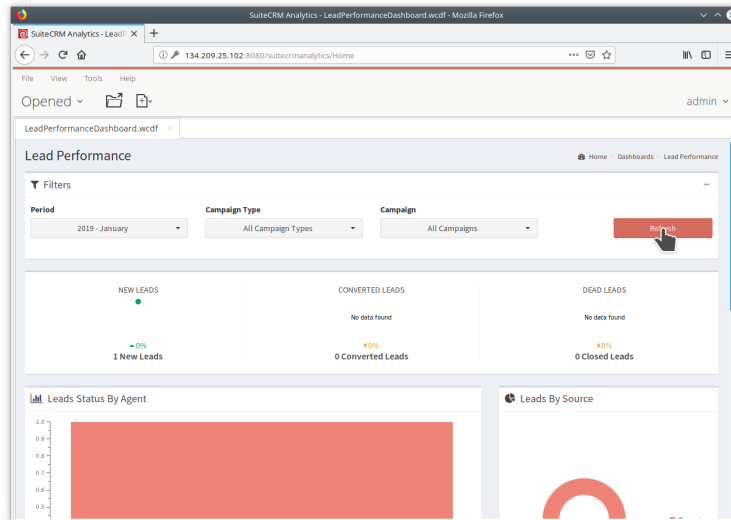 SuiteCRM Analytics - LeadPerformanceDashboard.wcdf - Mozilla Firefox
SuiteCRM Analytics - LeadP
134.209.25.102:8080/suitecrmanalytics/Home
File View Tools Help
Opened
admin
LeadPerformanceDashboard.wcdf
Lead Performance
Home Dashboards Lead Performance
Filters
Period Campaign Type Campaign
2019 - January All Campaign Types All Campaigns Refresh
NEW LEADS CONVERTED LEADS DEAD LEADS
No data found No data found
0% 0% 0%
1 New Leads 0 Converted Leads 0 Closed Leads
Leads Status By Agent Leads By Source
1.0
0.9
0.8
0.7
0.6
0.5